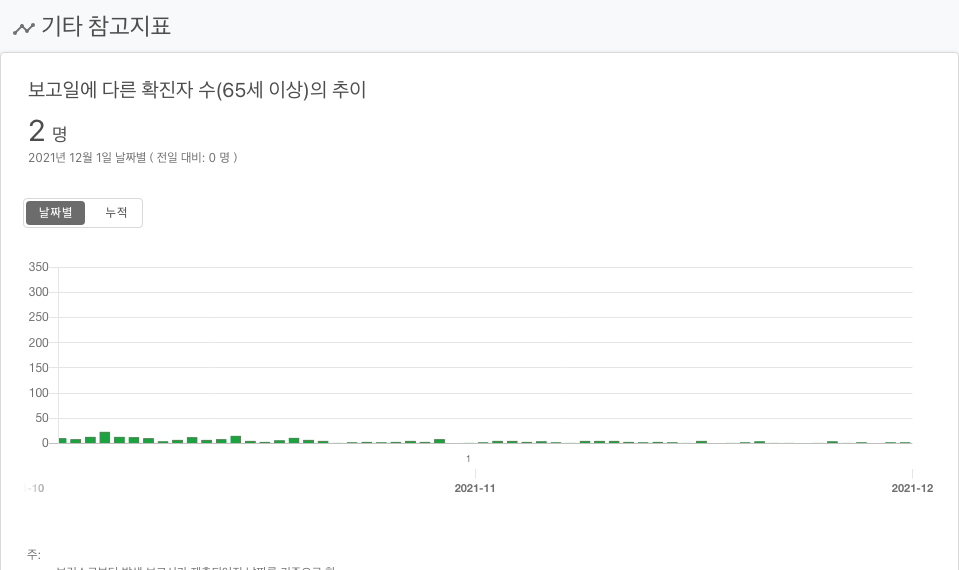 기타 참고지표
보고일에 다른 확진자 수(65세 이상)의 추이
2 명
2021년 12월 1일 날짜별 ( 전일 대비: 0 명 )
날짜별 누적
350
300
250
200
150
100
50
0
1
-10 2021-11 2021-12
주: